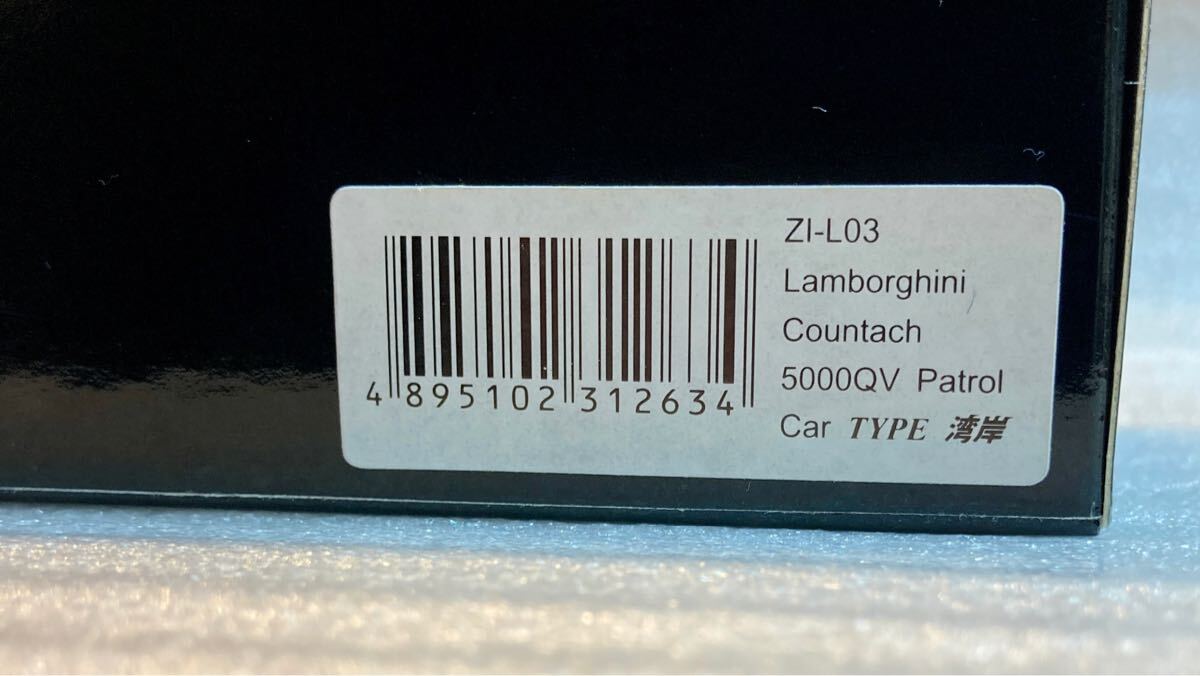 4 895102 312634
ZI-L03
Lamborghini
Countach
5000QV Patrol
Car TYPE 湾岸